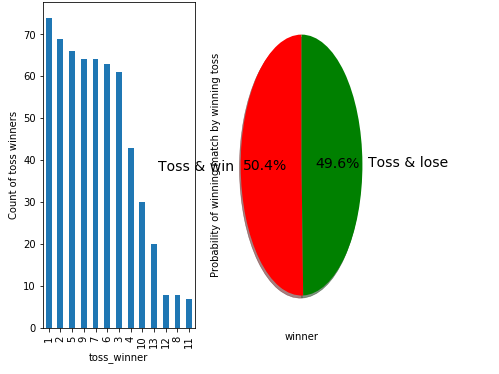 Count of toss winners
70
60
50
40
30
20
10
0
1 2 5 9 7 6 3 4 10 13 12 8 11
toss_winner
Probability of winning match by winning toss
Toss & win 50.4% 49.6% Toss & lose
winner